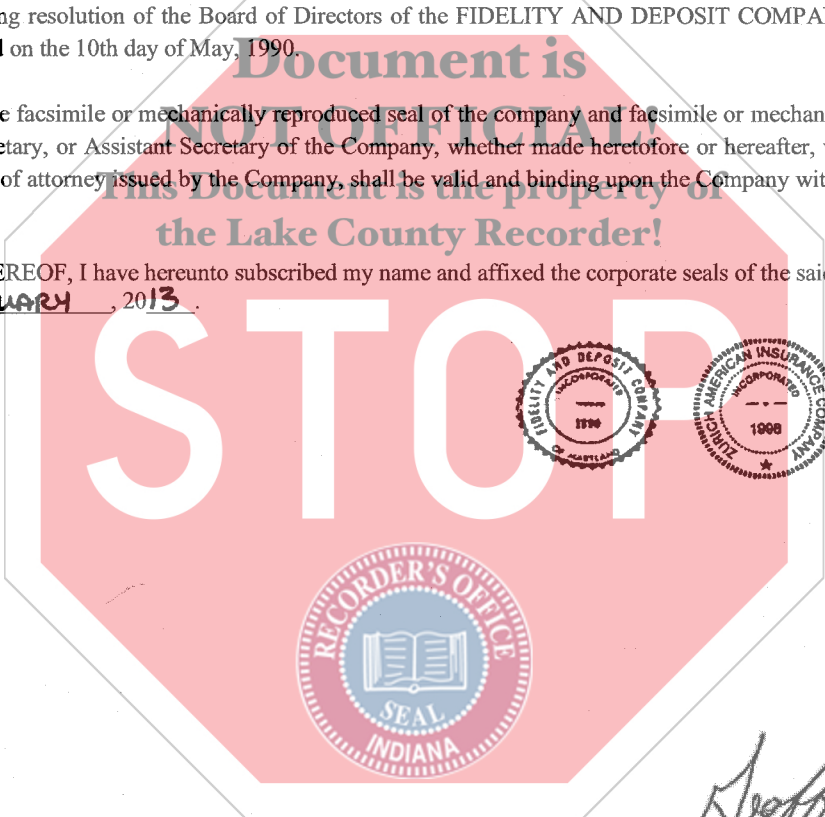 ng resolution of the Board of Directors of the FIDELITY AND DEPOSIT COMPA
on the 10th day of May, 1990.
Document is
NOT OFFICIAL!
e facsimile or mechanically reproduced seal of the company and facsimile or mechan
etary, or Assistant Secretary of the Company, whether made heretofore or hereafter,
of attorney issued by the Company, shall be valid and binding upon the Company wit
This Document is the property of
the Lake County Recorder!
EREOF, I have hereunto subscribed my name and affixed the corporate seals of the said
UARY, 2013.
STOP
FIDELITY AND DEPOSIT COMPANY
OF MARYLAND
INCORPORATED
ZURICH AMERICAN INSURANCE COMPANY
INCORPORATED
1998
RECORDER'S OFFICE
SEAL
INDIANA